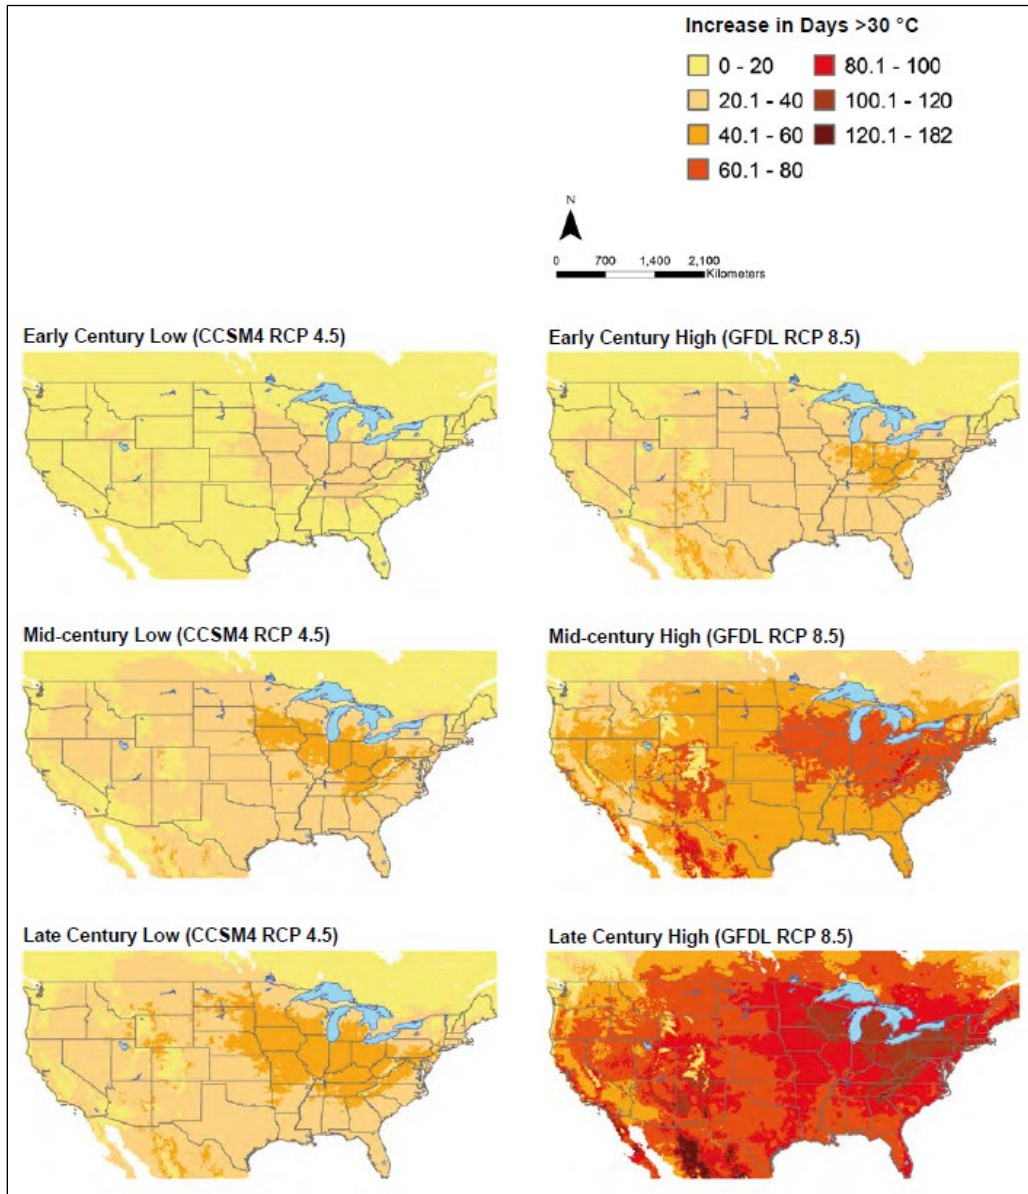 Increase in Days >30 °C
0 - 20
20.1 - 40
40.1 - 60
60.1 - 80
80.1 - 100
100.1 - 120
120.1 - 182
N
0 700 1,400 2,100
Kilometers
Early Century Low (CCSM4 RCP 4.5)
Early Century High (GFDL RCP 8.5)
Mid-century Low (CCSM4 RCP 4.5)
Mid-century High (GFDL RCP 8.5)
Late Century Low (CCSM4 RCP 4.5)
Late Century High (GFDL RCP 8.5)